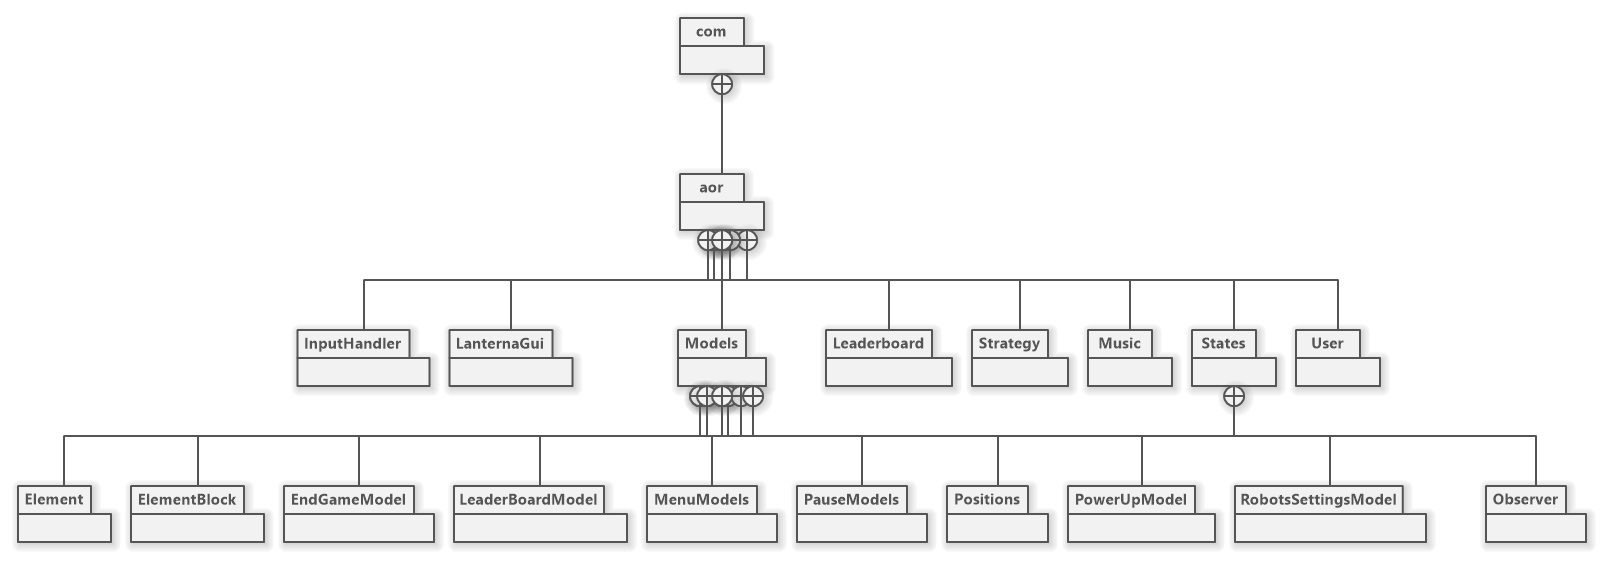 com
aor
InputHandler
LanternaGui
Models
Leaderboard
Strategy
Music
States
User
Element
ElementBlock
EndGameModel
LeaderBoardModel
MenuModels
PauseModels
Positions
PowerUpModel
RobotsSettingsModel
Observer